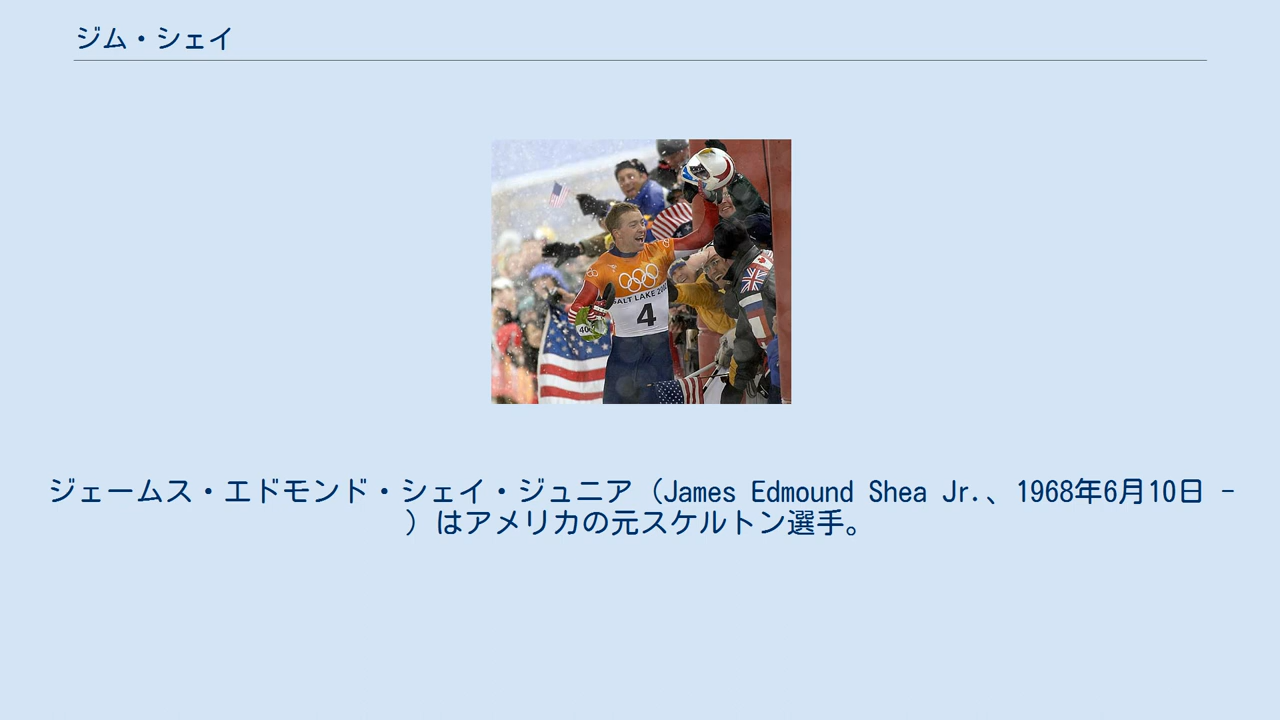 ジム・シェイ
SALT LAKE 2002
4
ジェームス・エドモンド・シェイ・ジュニア（James Edmound Shea Jr.、1968年6月10日 -
）はアメリカの元スケルトン選手。